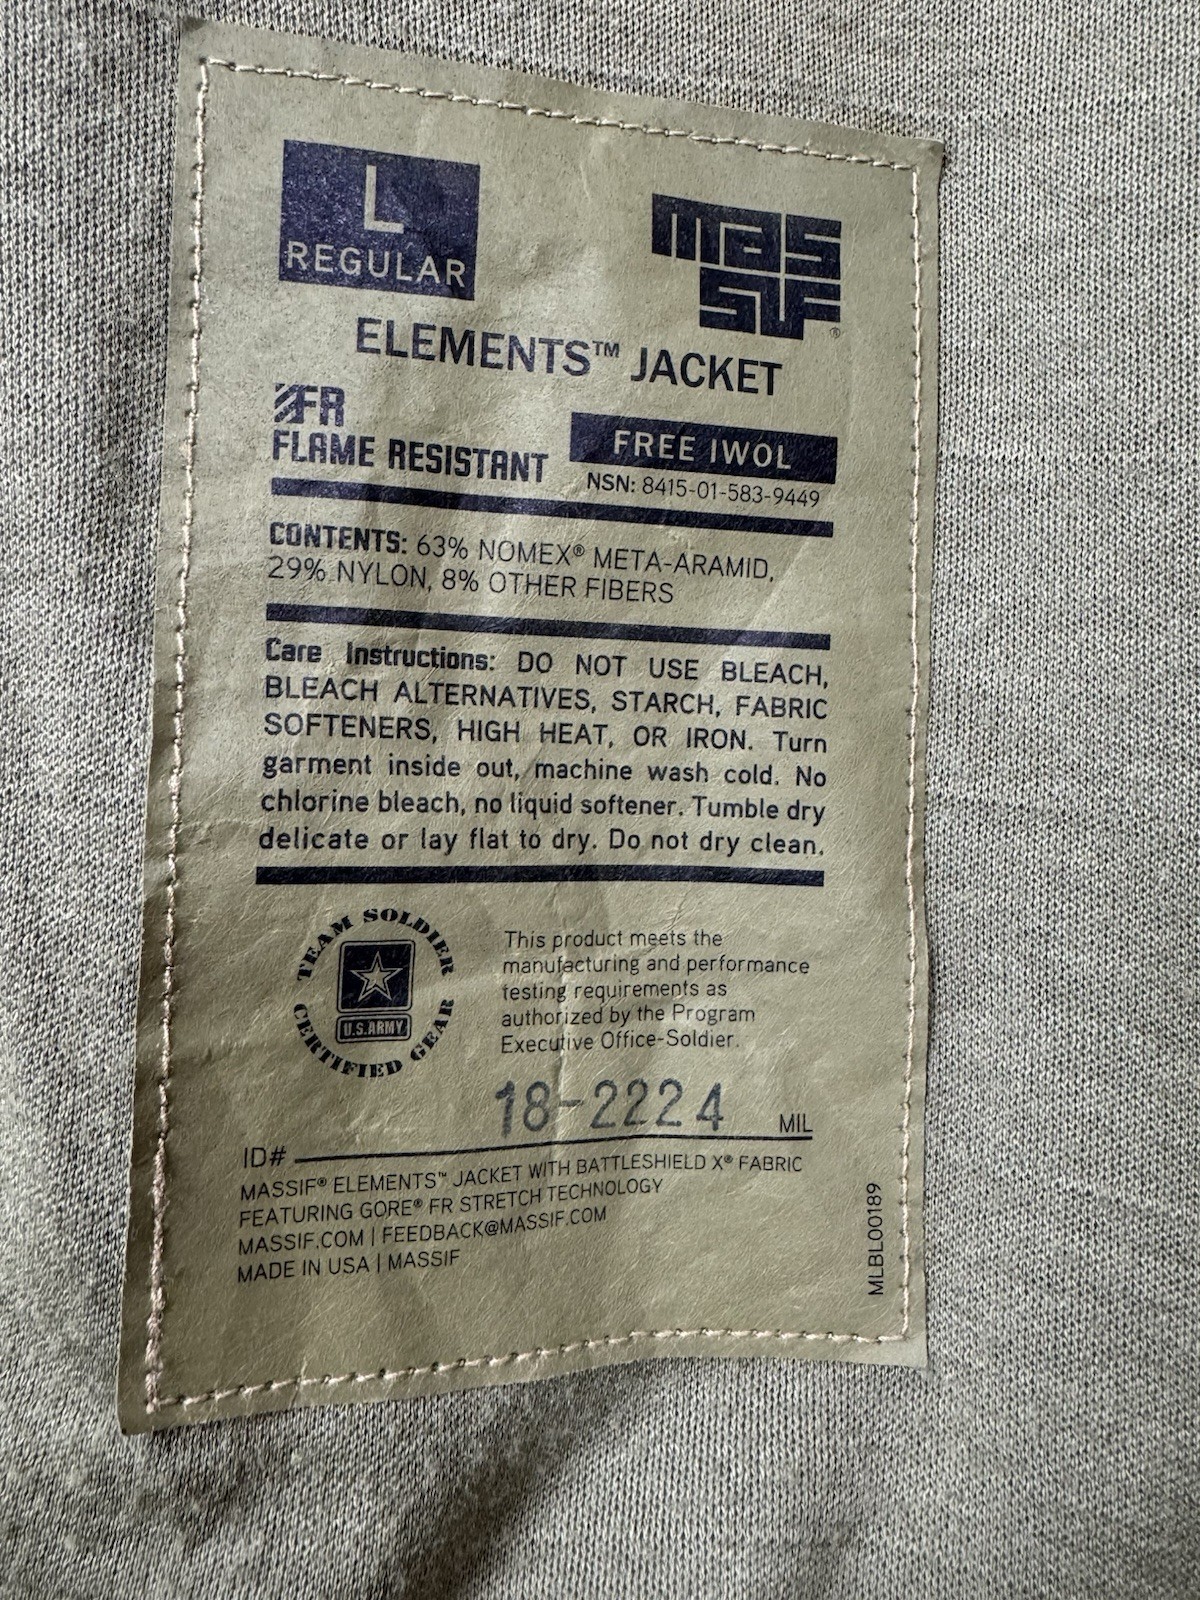 L
REGULAR
massif®
ELEMENTS™ JACKET
FR
FLAME RESISTANT
FREE IWOL
NSN: 8415-01-583-9449
CONTENTS: 63% NOMEX® META-ARAMID,
29% NYLON, 8% OTHER FIBERS
Care Instructions: DO NOT USE BLEACH,
BLEACH ALTERNATIVES, STARCH, FABRIC
SOFTENERS, HIGH HEAT, OR IRON. Turn
garment inside out, machine wash cold. No
chlorine bleach, no liquid softener. Tumble dry
delicate or lay flat to dry. Do not dry clean.
TEAM SOLDIER
U.S.ARMY
CERTIFIED GEAR
This product meets the
manufacturing and performance
testing requirements as
authorized by the Program
Executive Office-Soldier.
ID# 18-2224 MIL
MASSIF® ELEMENTS™ JACKET WITH BATTLESHIELD X® FABRIC
FEATURING GORE® FR STRETCH TECHNOLOGY
MASSIF.COM | FEEDBACK@MASSIF.COM
MADE IN USA | MASSIF
MLBL00189